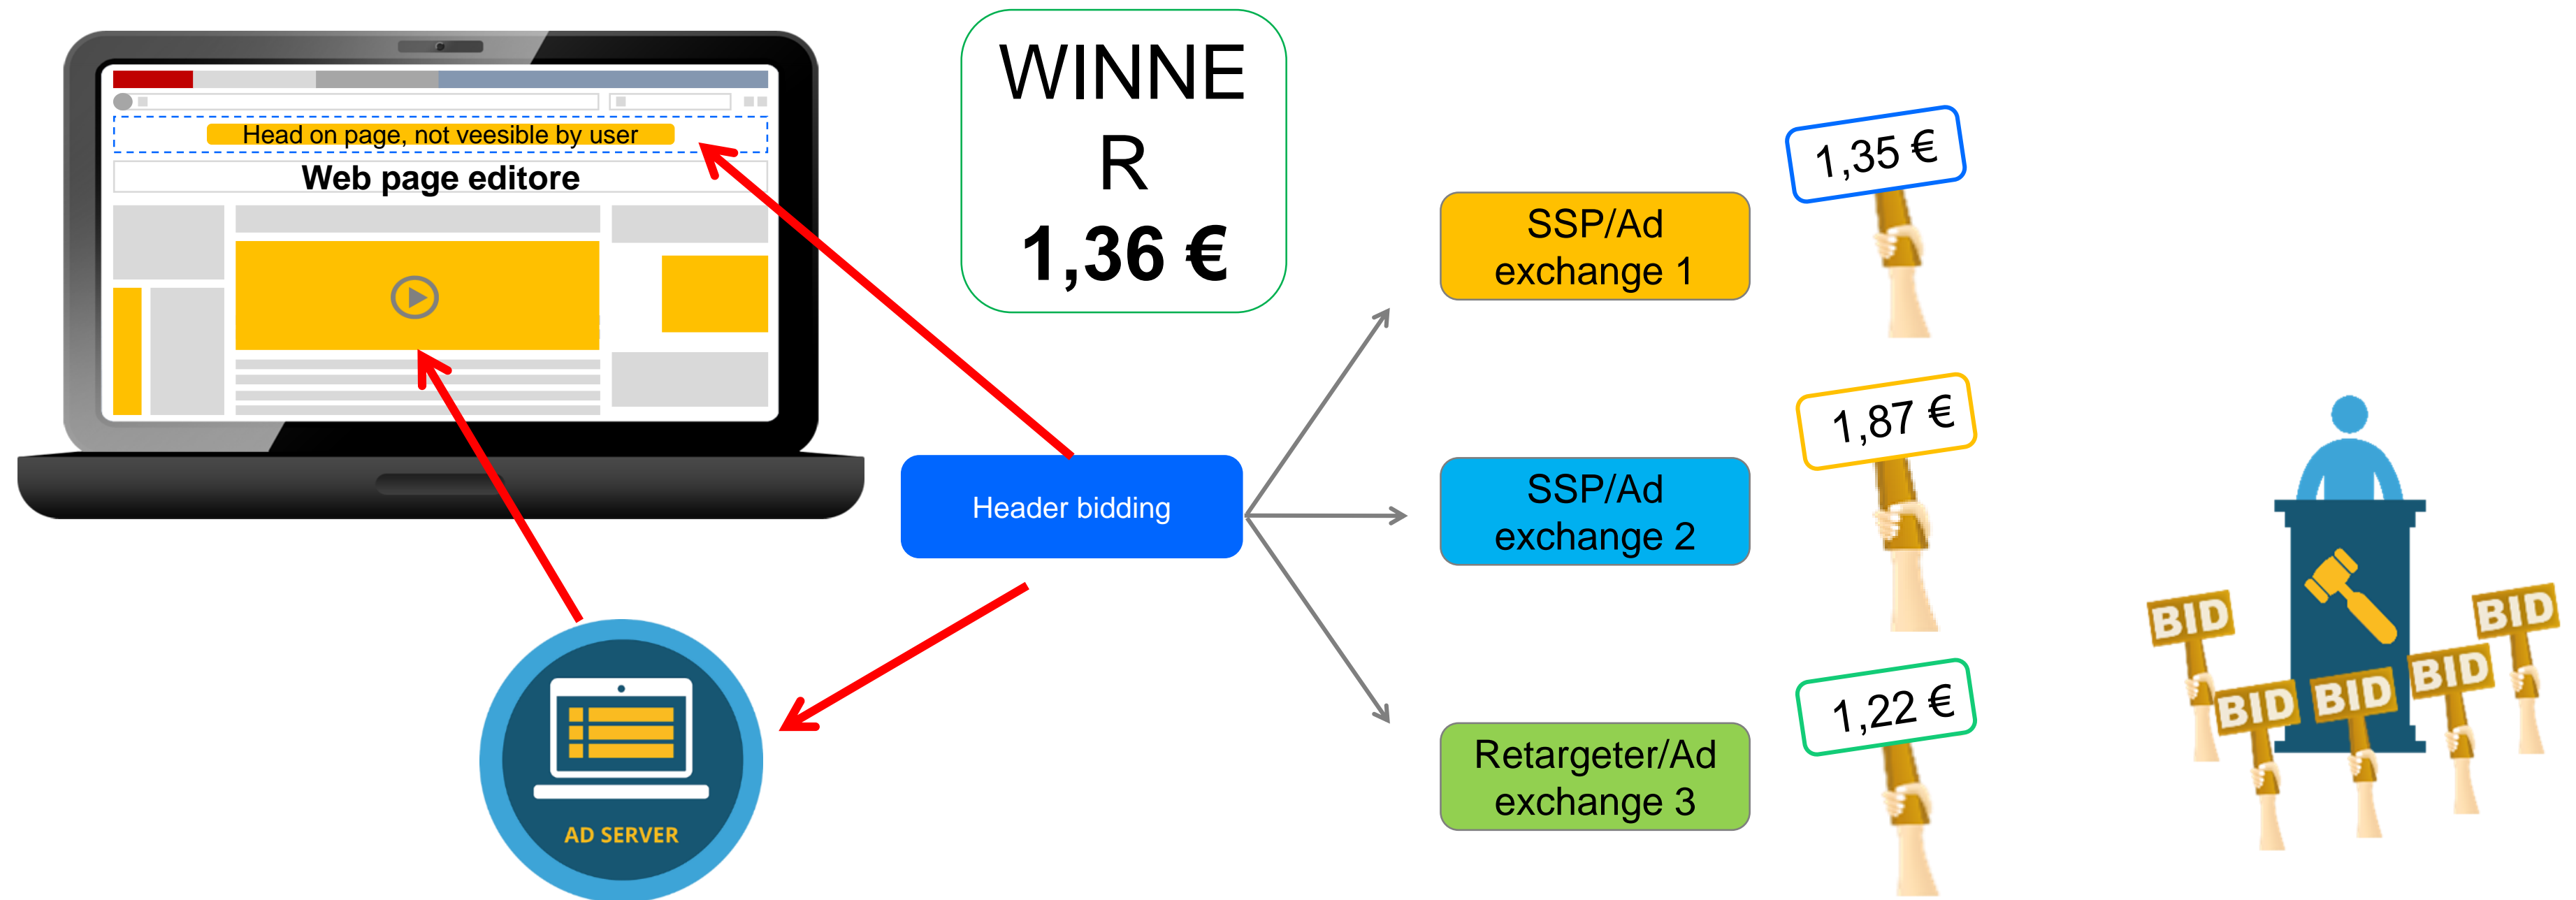 Head on page, not veesible by user
Web page editore
WINNE
R
1,36 €
Header bidding
AD SERVER
SSP/Ad
exchange 1
1,35 €
SSP/Ad
exchange 2
1,87 €
Retargeter/Ad
exchange 3
1,22 €
BID
BID
BID
BID
BID